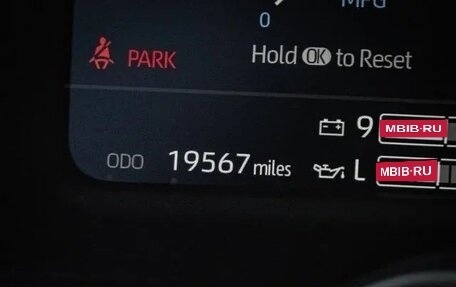 MPG
0
PARK
Hold OK to Reset
9 MBIB·RU
ODO 19567 miles
L MBIB·RU